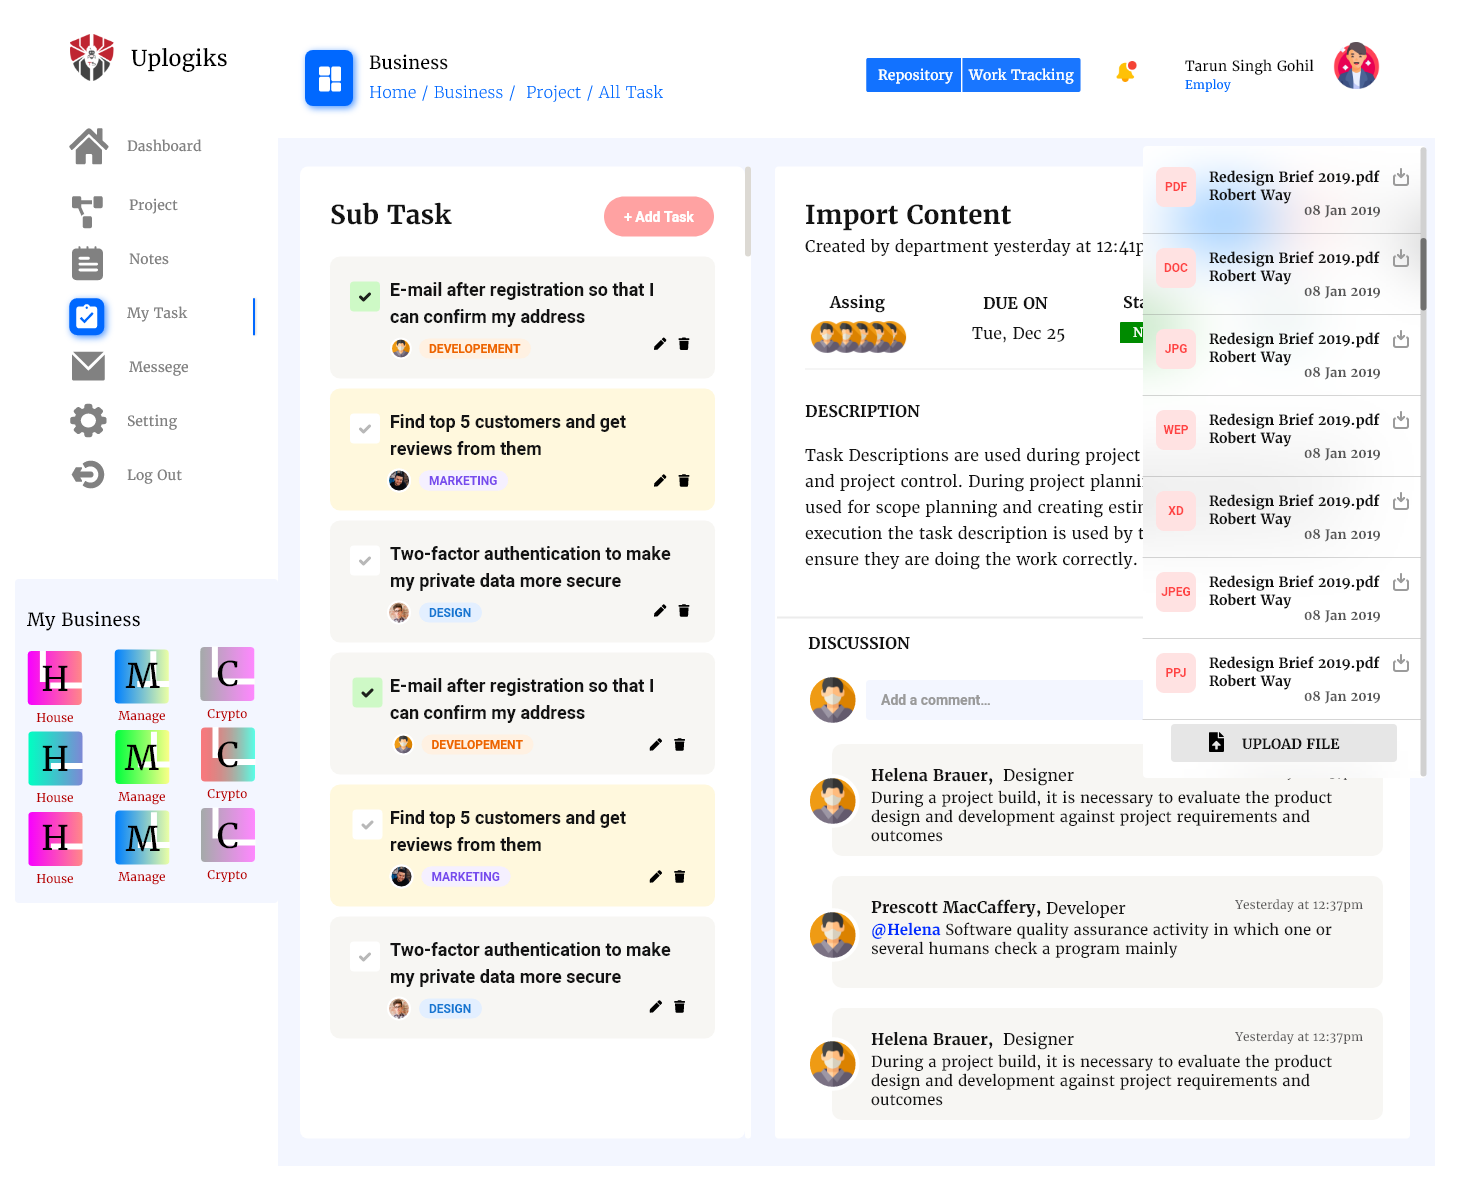 Uplogiks
Business
Home / Business / Project / All Task
Repository
Work Tracking
Tarun Singh Gohil
Employ
Dashboard
Project
Notes
My Task
Messege
Setting
Log Out
My Business
H
M
C
House
Manage
Crypto
H
M
C
House
Manage
Crypto
H
M
C
House
Manage
Crypto
Sub Task
+ Add Task
E-mail after registration so that I
can confirm my address
DEVELOPEMENT
Find top 5 customers and get
reviews from them
MARKETING
Two-factor authentication to make
my private data more secure
DESIGN
E-mail after registration so that I
can confirm my address
DEVELOPEMENT
Find top 5 customers and get
reviews from them
MARKETING
Two-factor authentication to make
my private data more secure
DESIGN
Import Content
Created by department yesterday at
Assing
DUE ON
Tue, Dec 25
DESCRIPTION
Task Descriptions are used during project
and project control. During project
used for scope planning and creating
execution the task description is used by
ensure they are doing the work correctly.
DISCUSSION
Add a comment...
Helena Brauer, Designer
During a project build, it is necessary to evaluate the product
design and development against project requirements and
outcomes
Prescott MacCaffery, Developer
Yesterday at 12:37pm
@Helena Software quality assurance activity in which one or
several humans check a program mainly
Helena Brauer, Designer
Yesterday at 12:37pm
During a project build, it is necessary to evaluate the product
design and development against project requirements and
outcomes
PDF
Redesign Brief 2019.pdf
Robert Way
08 Jan 2019
DOC
Redesign Brief 2019.pdf
Robert Way
08 Jan 2019
JPG
Redesign Brief 2019.pdf
Robert Way
08 Jan 2019
WEP
Redesign Brief 2019.pdf
Robert Way
08 Jan 2019
XD
Redesign Brief 2019.pdf
Robert Way
08 Jan 2019
JPEG
Redesign Brief 2019.pdf
Robert Way
08 Jan 2019
PPJ
Redesign Brief 2019.pdf
Robert Way
08 Jan 2019
UPLOAD FILE